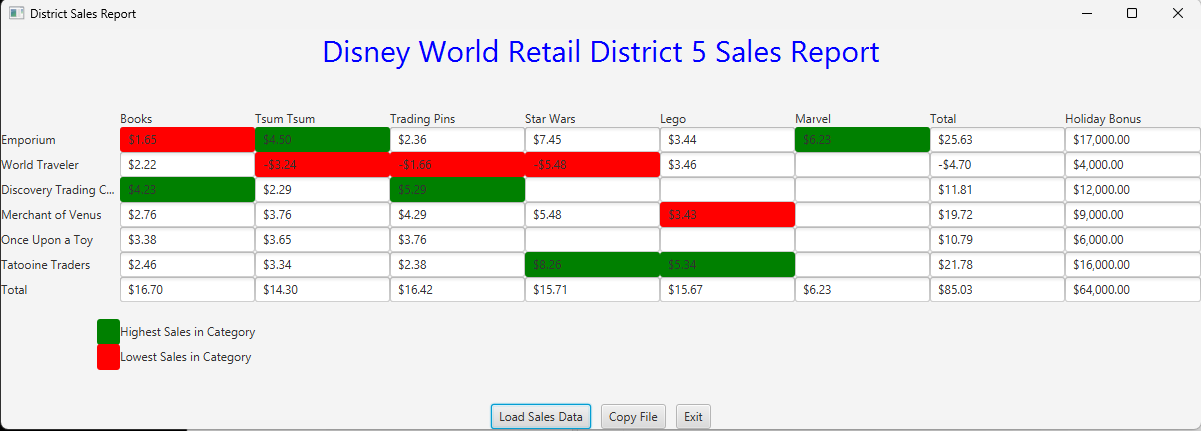 District Sales Report
Disney World Retail District 5 Sales Report
Books Tsum Tsum Trading Pins Star Wars Lego Marvel Total Holiday Bonus
Emporium $1.65 $4.50 $2.36 $7.45 $3.44 $6.23 $25.63 $17,000.00
World Traveler $2.22 -$3.24 -$1.66 -$5.48 $3.46 -$4.70 $4,000.00
Discovery Trading C... $4.23 $2.29 $5.29 $11.81 $12,000.00
Merchant of Venus $2.76 $3.76 $4.29 $5.48 $3.43 $19.72 $9,000.00
Once Upon a Toy $3.38 $3.65 $3.76 $10.79 $6,000.00
Tatooine Traders $2.46 $3.34 $2.38 $8.26 $5.34 $21.78 $16,000.00
Total $16.70 $14.30 $16.42 $15.71 $15.67 $6.23 $85.03 $64,000.00
Highest Sales in Category
Lowest Sales in Category
Load Sales Data Copy File Exit